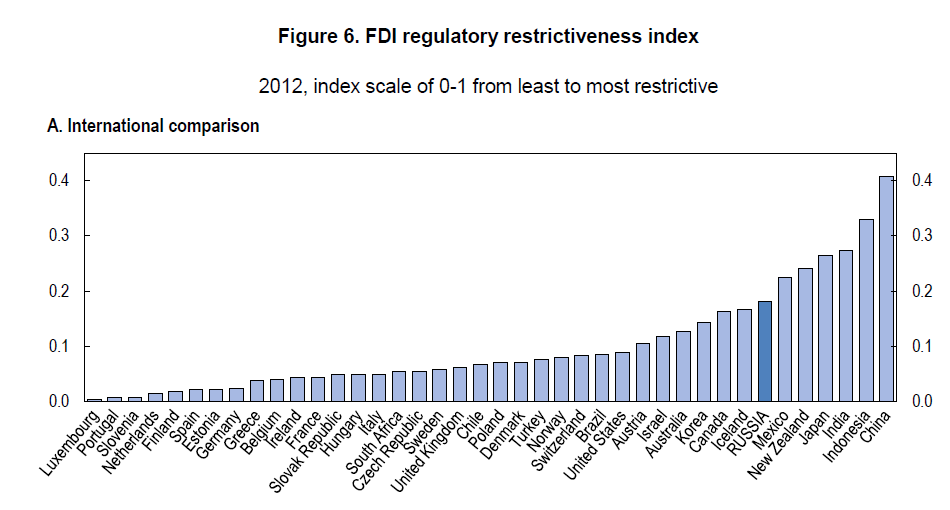 Figure 6. FDI regulatory restrictiveness index
2012, index scale of 0-1 from least to most restrictive
A. International comparison
0.4
0.3
0.2
0.1
0.0
0.4
0.3
0.2
0.1
0.0
Luxembourg
Portugal
Slovenia
Netherlands
Finland
Spain
Estonia
Germany
Greece
Belgium
Ireland
France
Slovak Republic
Hungary
Italy
South Africa
Czech Republic
Sweden
United Kingdom
Chile
Poland
Denmark
Turkey
Norway
Switzerland
Brazil
United States
Austria
Israel
Australia
Korea
Canada
Iceland
RUSSIA
Mexico
New Zealand
Japan
India
Indonesia
China